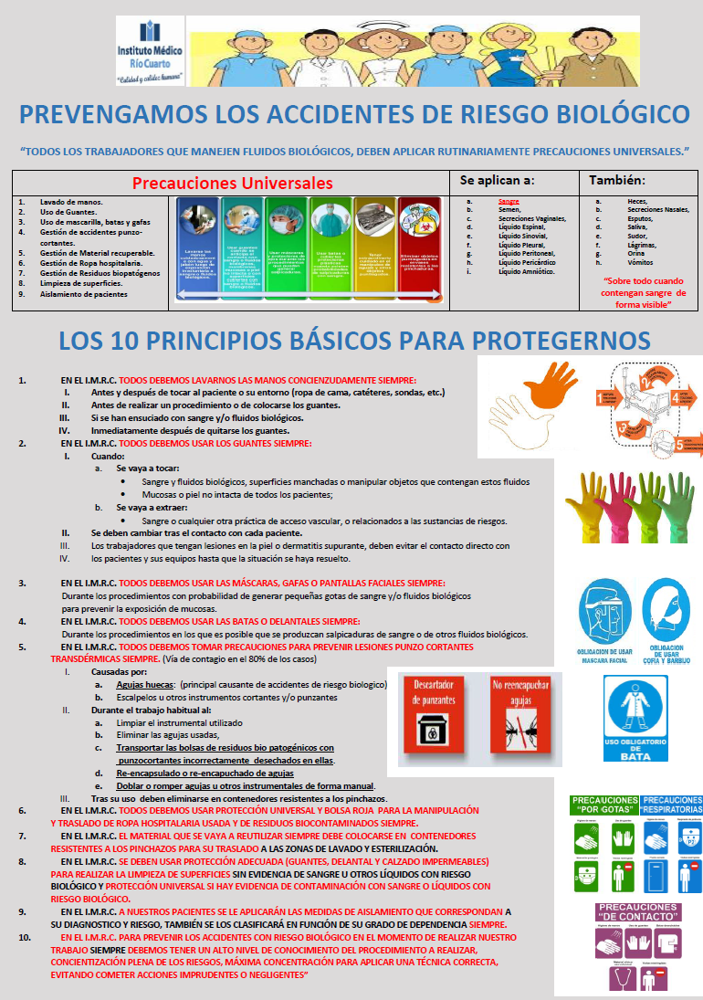 Instituto Médico
Río Cuarto
"Calidad y calidez humana"
PREVENGAMOS LOS ACCIDENTES DE RIESGO BIOLÓGICO
“TODOS LOS TRABAJADORES QUE MANEJEN FLUIDOS BIOLÓGICOS, DEBEN APLICAR RUTINARIAMENTE PRECAUCIONES UNIVERSALES.”
Precauciones Universales
1. Lavado de manos.
2. Uso de Guantes.
3. Uso de mascarilla, batas y gafas
4. Gestión de accidentes punzo-
cortantes.
5. Gestión de Material recuperable.
6. Gestión de Ropa hospitalaria.
7. Gestión de Residuos biopatógenos
8. Limpieza de superficies.
9. Aislamiento de pacientes
Se aplican a:
a. Sangre
b. Semen,
c. Secreciones Vaginales,
d. Líquido Espinal,
e. Líquido Sinovial,
f. Líquido Pleural,
g. Líquido Peritoneal,
h. Líquido Pericárdico
i. Líquido Amniótico.
También:
a. Heces,
b. Secreciones Nasales,
c. Esputos,
d. Saliva,
e. Sudor,
f. Lágrimas,
g. Orina
h. Vómitos
“Sobre todo cuando
contengan sangre de
forma visible”
LOS 10 PRINCIPIOS BÁSICOS PARA PROTEGERNOS
1. EN EL I.M.R.C. TODOS DEBEMOS LAVARNOS LAS MANOS CONCIENZUDAMENTE SIEMPRE:
I. Antes y después de tocar al paciente o su entorno (ropa de cama, catéteres, sondas, etc.)
II. Antes de realizar un procedimiento o de colocarse los guantes.
III. Si se han ensuciado con sangre y/o fluidos biológicos.
IV. Inmediatamente después de quitarse los guantes.
2. EN EL I.M.R.C. TODOS DEBEMOS USAR LOS GUANTES SIEMPRE:
I. Cuando:
a. Se vaya a tocar:
• Sangre y fluidos biológicos, superficies manchadas o manipular objetos que contengan estos fluidos
• Mucosas o piel no intacta de todos los pacientes;
b. Se vaya a extraer:
• Sangre o cualquier otra práctica de acceso vascular, o relacionados a las sustancias de riesgos.
II. Se deben cambiar tras el contacto con cada paciente.
III. Los trabajadores que tengan lesiones en la piel o dermatitis supurante, deben evitar el contacto directo con
IV. los pacientes y sus equipos hasta que la situación se haya resuelto.
3. EN EL I.M.R.C. TODOS DEBEMOS USAR LAS MÁSCARAS, GAFAS O PANTALLAS FACIALES SIEMPRE:
Durante los procedimientos con probabilidad de generar pequeñas gotas de sangre y/o fluidos biológicos
para prevenir la exposición de mucosas.
4. EN EL I.M.R.C. TODOS DEBEMOS USAR LAS BATAS O DELANTALES SIEMPRE:
Durante los procedimientos en los que es posible que se produzcan salpicaduras de sangre o de otros fluidos biológicos.
5. EN EL I.M.R.C. TODOS DEBEMOS TOMAR PRECAUCIONES PARA PREVENIR LESIONES PUNZO CORTANTES
TRANSDÉRMICAS SIEMPRE. (Vía de contagio en el 80% de los casos)
I. Causadas por:
a. Agujas huecas: (principal causante de accidentes de riesgo biologico)
b. Escalpelos u otros instrumentos cortantes y/o punzantes
II. Durante el trabajo habitual al:
a. Limpiar el instrumental utilizado
b. Eliminar las agujas usadas,
c. Transportar las bolsas de residuos bio patogénicos con
punzocortantes incorrectamente desechados en ellas.
d. Re-encapsulado o re-encapuchado de agujas
e. Doblar o romper agujas u otros instrumentales de forma manual.
III. Tras su uso deben eliminarse en contenedores resistentes a los pinchazos.
6. EN EL I.M.R.C. TODOS DEBEMOS USAR PROTECCIÓN UNIVERSAL Y BOLSA ROJA PARA LA MANIPULACIÓN
Y TRASLADO DE ROPA HOSPITALARIA USADA Y DE RESIDUOS BIOCONTAMINADOS SIEMPRE.
7. EN EL I.M.R.C. EL MATERIAL QUE SE VAYA A REUTILIZAR SIEMPRE DEBE COLOCARSE EN CONTENEDORES
RESISTENTES A LOS PINCHAZOS PARA SU TRASLADO A LAS ZONAS DE LAVADO Y ESTERILIZACIÓN.
8. EN EL I.M.R.C. SE DEBEN USAR PROTECCIÓN ADECUADA (GUANTES, DELANTAL Y CALZADO IMPERMEABLES)
PARA REALIZAR LA LIMPIEZA DE SUPERFICIES SIN EVIDENCIA DE SANGRE U OTROS LÍQUIDOS CON RIESGO
BIOLÓGICO Y PROTECCIÓN UNIVERSAL SI HAY EVIDENCIA DE CONTAMINACIÓN CON SANGRE O LÍQUIDOS CON
RIESGO BIOLÓGICO.
9. EN EL I.M.R.C. A NUESTROS PACIENTES SE LE APLICARÁN LAS MEDIDAS DE AISLAMIENTO QUE CORRESPONDAN A
SU DIAGNOSTICO Y RIESGO, TAMBIÉN SE LOS CLASIFICARÁ EN FUNCIÓN DE SU GRADO DE DEPENDENCIA SIEMPRE.
10. EN EL I.M.R.C. PARA PREVENIR LOS ACCIDENTES CON RIESGO BIOLÓGICO EN EL MOMENTO DE REALIZAR NUESTRO
TRABAJO SIEMPRE DEBEMOS TENER UN ALTO NIVEL DE CONOCIMIENTO DEL PROCEDIMIENTO A REALIZAR,
CONCIENTIZACIÓN PLENA DE LOS RIESGOS, MÁXIMA CONCENTRACIÓN PARA APLICAR UNA TÉCNICA CORRECTA,
EVITANDO COMETER ACCIONES IMPRUDENTES O NEGLIGENTES”
1
2
3
4
5
OBLIGACION DE USAR
MASCARA FACIAL
OBLIGACION
DE USAR
COFIA Y BARBIJO
Descartador
de punzantes
No reencapuchar
agujas
USO OBLIGATORIO
DE
BATA
PRECAUCIONES
"POR GOTAS"
PRECAUCIONES
"RESPIRATORIAS"
PRECAUCIONES
"DE CONTACTO"